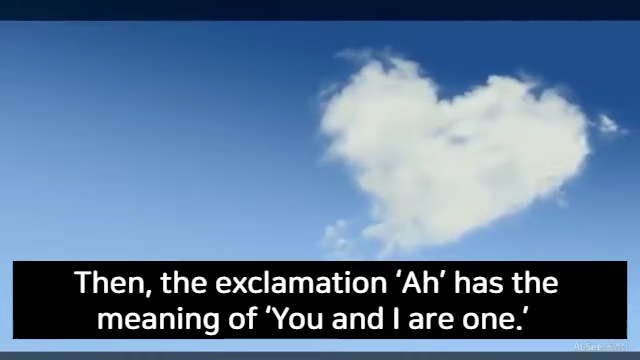 Then, the exclamation ‘Ah’ has the
meaning of ‘You and I are one.’